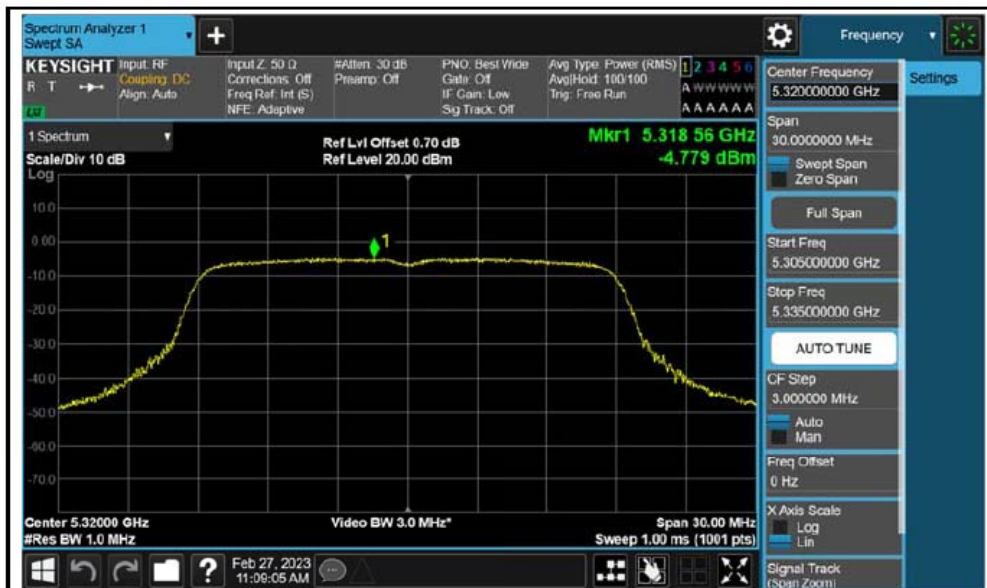 Spectrum Analyzer 1
Swept SA
Frequency
KEYSIGHT
R T
Input: RF
Coupling: DC
Align: Auto
Input Z: 50 Ω
Corrections: Off
Freq Ref: Int (S)
NFE: Adaptive
#Atten: 30 dB
Preamp: Off
PNO: Best Wide
Gate: Off
IF Gain: Low
Sig Track: Off
Avg Type: Power (RMS)
Avg|Hold: 100/100
Trig: Free Run
1 2 3 4 5 6
A W W W W W
A A A A A A
1 Spectrum
Scale/Div 10 dB
Log
Ref Lvl Offset 0.70 dB
Ref Level 20.00 dBm
Mkr1 5.318 56 GHz
-4.779 dBm
10.0
0.00
-10.0
-20.0
-30.0
-40.0
-50.0
-60.0
-70.0
1
Center 5.32000 GHz
#Res BW 1.0 MHz
Video BW 3.0 MHz*
Span 30.00 MHz
Sweep 1.00 ms (1001 pts)
Feb 27, 2023
11:09:05 AM
Center Frequency
5.320000000 GHz
Span
30.0000000 MHz
Swept Span
Zero Span
Full Span
Start Freq
5.305000000 GHz
Stop Freq
5.335000000 GHz
AUTO TUNE
CF Step
3.000000 MHz
Auto
Man
Freq Offset
0 Hz
X Axis Scale
Log
Lin
Signal Track
(Span Zoom)
Settings